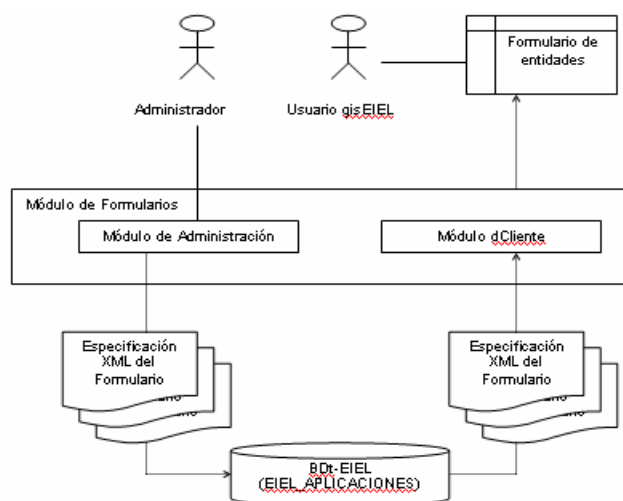 Formulario de
entidades
Administrador
Usuario gisEIEL
Módulo de Formularios
Módulo de Administración
Módulo dCliente
Especificación
XML del
Formulario
Especificación
XML del
Formulario
BDt-EIEL
(EIEL_APLICACIONES)